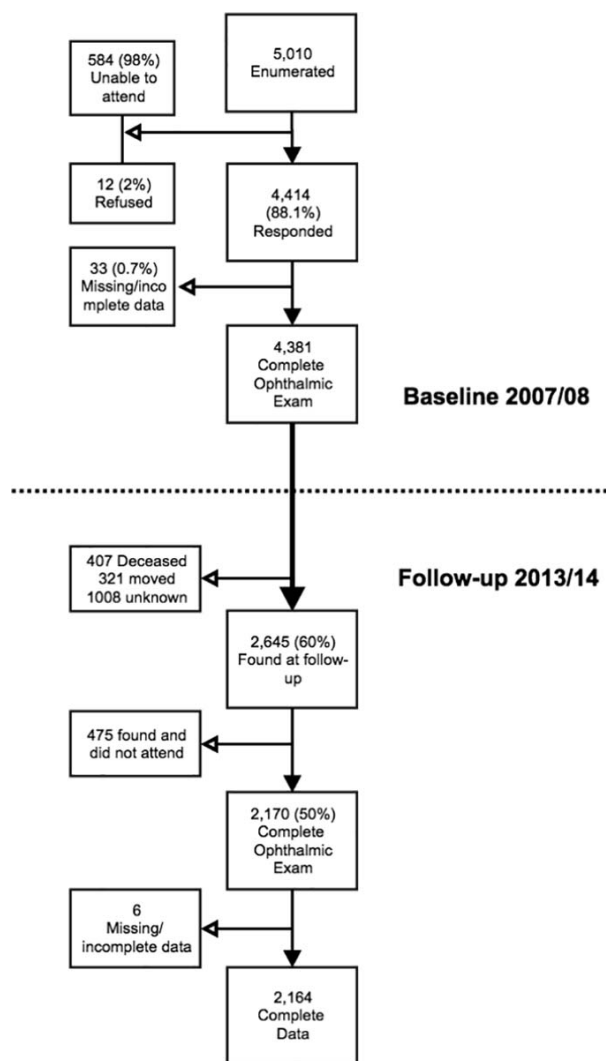 584 (98%)
Unable to
attend
5,010
Enumerated
12 (2%)
Refused
4,414
(88.1%)
Responded
33 (0.7%)
Missing/inco
mplete data
4,381
Complete
Ophthalmic
Exam
Baseline 2007/08
407 Deceased
321 moved
1008 unknown
Follow-up 2013/14
2,645 (60%)
Found at follow-
up
475 found and
did not attend
2,170 (50%)
Complete
Ophthalmic
Exam
6
Missing/
incomplete data
2,164
Complete
Data